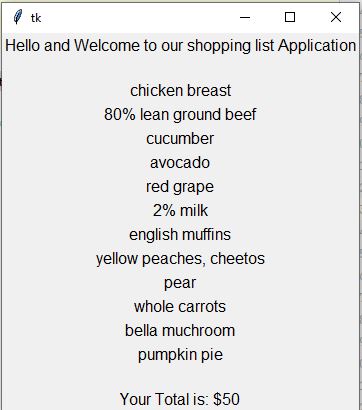 tk
Hello and Welcome to our shopping list Application
chicken breast
80% lean ground beef
cucumber
avocado
red grape
2% milk
english muffins
yellow peaches, cheetos
pear
whole carrots
bella muchroom
pumpkin pie
Your Total is: $50